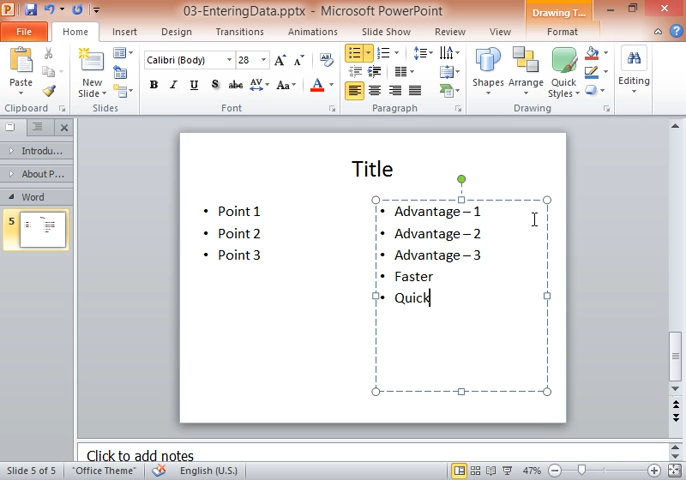 03-EnteringData.pptx - Microsoft PowerPoint
Drawing T...
File
Home
Insert
Design
Transitions
Animations
Slide Show
Review
View
Format
Paste
New
Slide
Calibri (Body)
28
B I U S abc AV Aa
A
Shapes
Arrange
Quick
Styles
Editing
Clipboard
Slides
Font
Paragraph
Drawing
Introdu...
About P...
Word
5
Title
Point 1
Point 2
Point 3
Advantage – 1
Advantage – 2
Advantage – 3
Faster
Quick
Click to add notes
Slide 5 of 5
"Office Theme"
English (U.S.)
47%